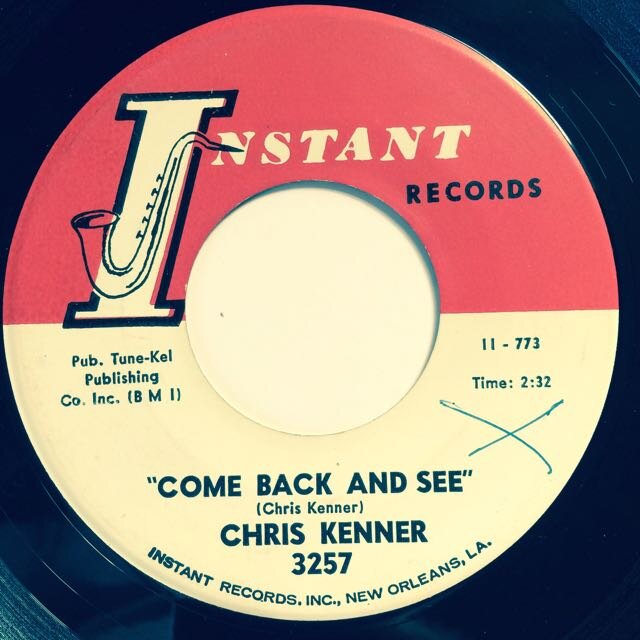 INSTANT
RECORDS
Pub. Tune-Kel
Publishing
Co. Inc. (B M I)
11 - 773
Time: 2:32
"COME BACK AND SEE"
(Chris Kenner)
CHRIS KENNER
3257
INSTANT RECORDS, INC., NEW ORLEANS, LA.